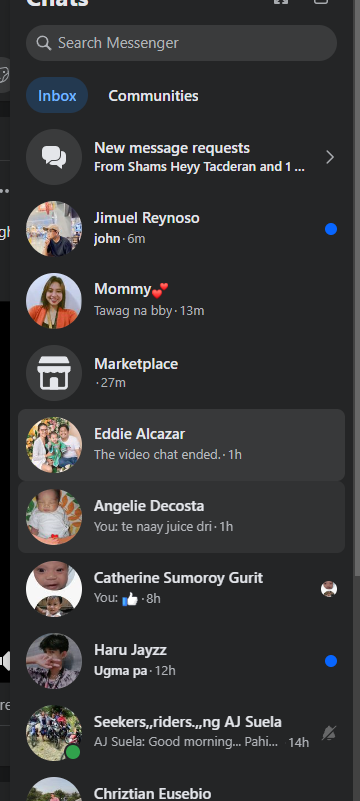 Chats
Search Messenger
Inbox Communities
New message requests
From Shams Heyy Tacderan and 1 ...
Jimuel Reynoso
john · 6m
Mommy💕
Tawag na bby · 13m
Marketplace
· 27m
Eddie Alcazar
The video chat ended. · 1h
Angelie Decosta
You: te naay juice dri · 1h
Catherine Sumoroy Gurit
You: 👍 · 8h
Haru Jayzz
Ugma pa · 12h
Seekers,,riders.,,ng AJ Suela
AJ Suela: Good morning... Pahi... 14h
Chriztian Eusebio